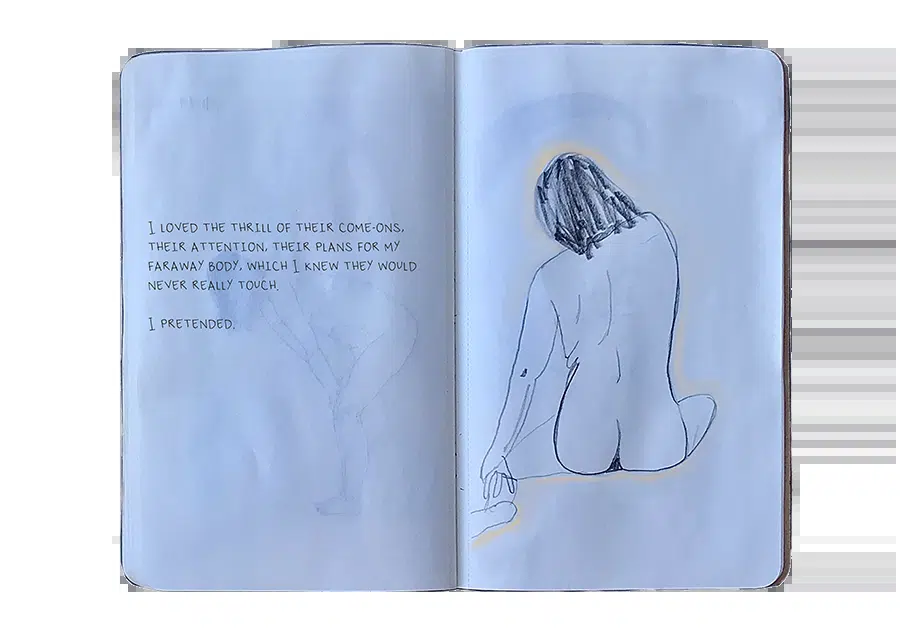 I LOVED THE THRILL OF THEIR COME-ONS,
THEIR ATTENTION, THEIR PLANS FOR MY
FARAWAY BODY, WHICH I KNEW THEY WOULD
NEVER REALLY TOUCH.
I PRETENDED.